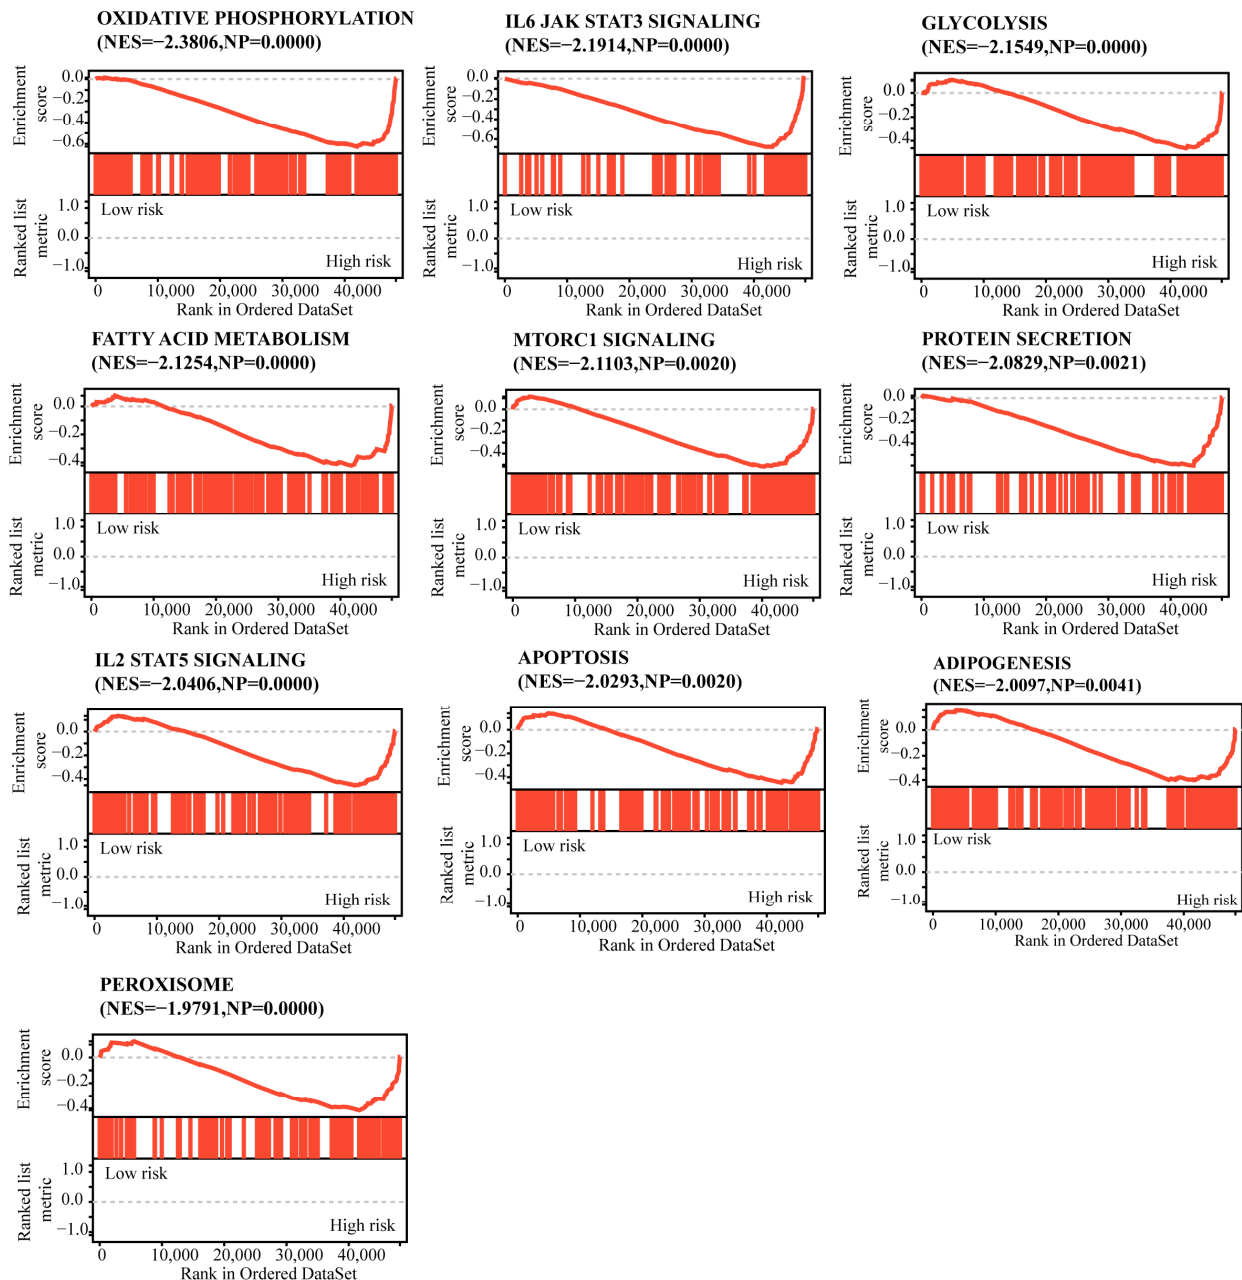 OXIDATIVE PHOSPHORYLATION
(NES=−2.3806,NP=0.0000)
Enrichment
score
0.0
−0.2
−0.4
−0.6
Ranked list
metric
1.0
0.0
−1.0
Low risk
High risk
0 10,000 20,000 30,000 40,000
Rank in Ordered DataSet
IL6 JAK STAT3 SIGNALING
(NES=−2.1914,NP=0.0000)
Enrichment
score
0.0
−0.2
−0.4
−0.6
Ranked list
metric
1.0
0.0
−1.0
Low risk
High risk
0 10,000 20,000 30,000 40,000
Rank in Ordered DataSet
GLYCOLYSIS
(NES=−2.1549,NP=0.0000)
Enrichment
score
0.0
−0.2
−0.4
Ranked list
metric
1.0
0.0
−1.0
Low risk
High risk
0 10,000 20,000 30,000 40,000
Rank in Ordered DataSet
FATTY ACID METABOLISM
(NES=−2.1254,NP=0.0000)
Enrichment
score
0.0
−0.2
−0.4
Ranked list
metric
1.0
0.0
−1.0
Low risk
High risk
0 10,000 20,000 30,000 40,000
Rank in Ordered DataSet
MTORC1 SIGNALING
(NES=−2.1103,NP=0.0020)
Enrichment
score
0.0
−0.2
−0.4
Ranked list
metric
1.0
0.0
−1.0
Low risk
High risk
0 10,000 20,000 30,000 40,000
Rank in Ordered DataSet
PROTEIN SECRETION
(NES=−2.0829,NP=0.0021)
Enrichment
score
0.0
−0.2
−0.4
Ranked list
metric
1.0
0.0
−1.0
Low risk
High risk
0 10,000 20,000 30,000 40,000
Rank in Ordered DataSet
IL2 STAT5 SIGNALING
(NES=−2.0406,NP=0.0000)
Enrichment
score
0.0
−0.2
−0.4
Ranked list
metric
1.0
0.0
−1.0
Low risk
High risk
0 10,000 20,000 30,000 40,000
Rank in Ordered DataSet
APOPTOSIS
(NES=−2.0293,NP=0.0020)
Enrichment
score
0.0
−0.2
−0.4
Ranked list
metric
1.0
0.0
−1.0
Low risk
High risk
0 10,000 20,000 30,000 40,000
Rank in Ordered DataSet
ADIPOGENESIS
(NES=−2.0097,NP=0.0041)
Enrichment
score
0.0
−0.2
−0.4
Ranked list
metric
1.0
0.0
−1.0
Low risk
High risk
0 10,000 20,000 30,000 40,000
Rank in Ordered DataSet
PEROXISOME
(NES=−1.9791,NP=0.0000)
Enrichment
score
0.0
−0.2
−0.4
Ranked list
metric
1.0
0.0
−1.0
Low risk
High risk
0 10,000 20,000 30,000 40,000
Rank in Ordered DataSet